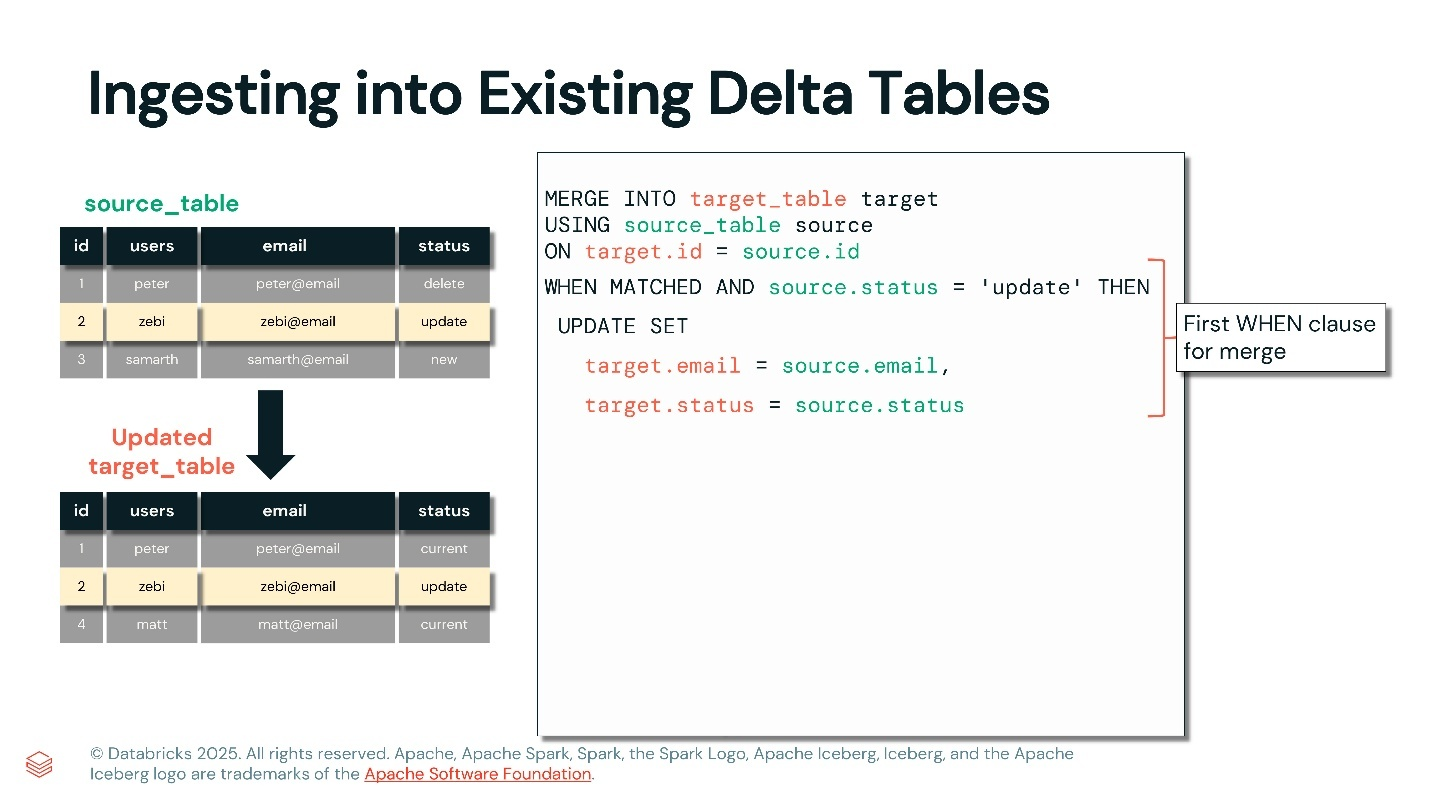 Ingesting into Existing Delta Tables
source_table
id users email status
1 peter peter@email delete
2 zebi zebi@email update
3 samarth samarth@email new
Updated
target_table
id users email status
1 peter peter@email current
2 zebi zebi@email update
4 matt matt@email current
MERGE INTO target_table target
USING source_table source
ON target.id = source.id
WHEN MATCHED AND source.status = 'update' THEN
UPDATE SET
target.email = source.email,
target.status = source.status
First WHEN clause
for merge
© Databricks 2025. All rights reserved. Apache, Apache Spark, Spark, the Spark Logo, Apache Iceberg, Iceberg, and the Apache
Iceberg logo are trademarks of the Apache Software Foundation.